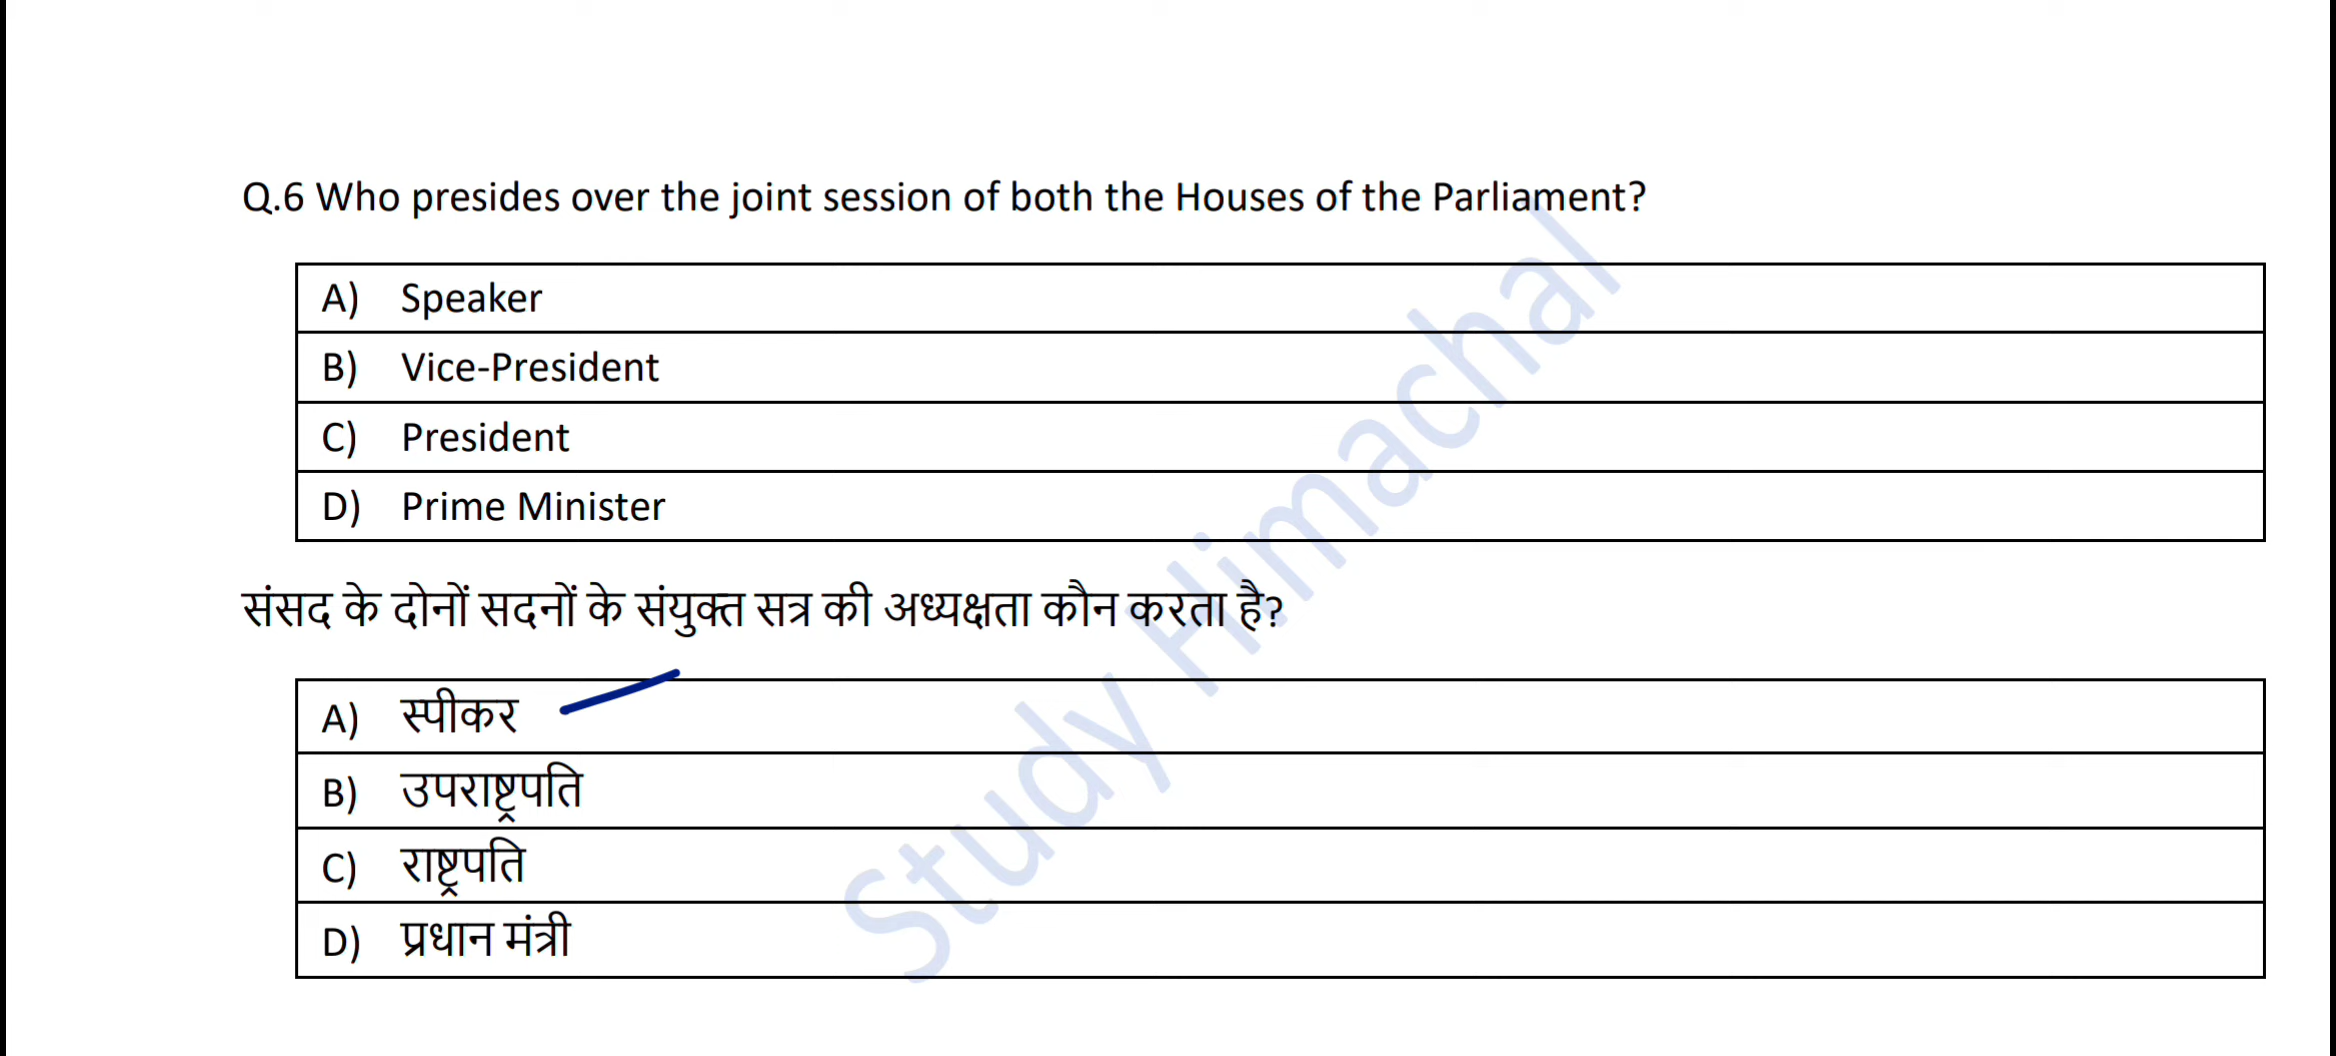 Q.6 Who presides over the joint session of both the Houses of the Parliament?
A) Speaker
B) Vice-President
C) President
D) Prime Minister
संसद के दोनों सदनों के संयुक्त सत्र की अध्यक्षता कौन करता है?
A) स्पीकर
B) उपराष्ट्रपति
C) राष्ट्रपति
D) प्रधान मंत्री
Study Himachal